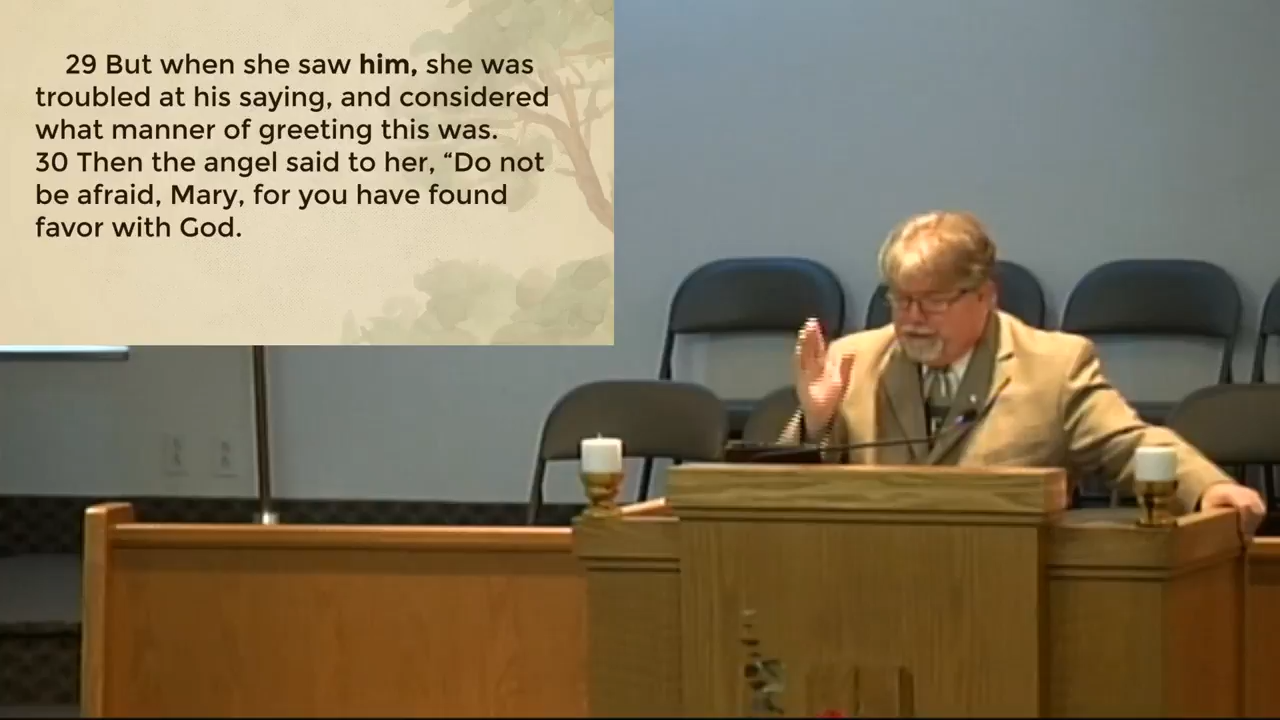 29 But when she saw him, she was
troubled at his saying, and considered
what manner of greeting this was.
30 Then the angel said to her, “Do not
be afraid, Mary, for you have found
favor with God.